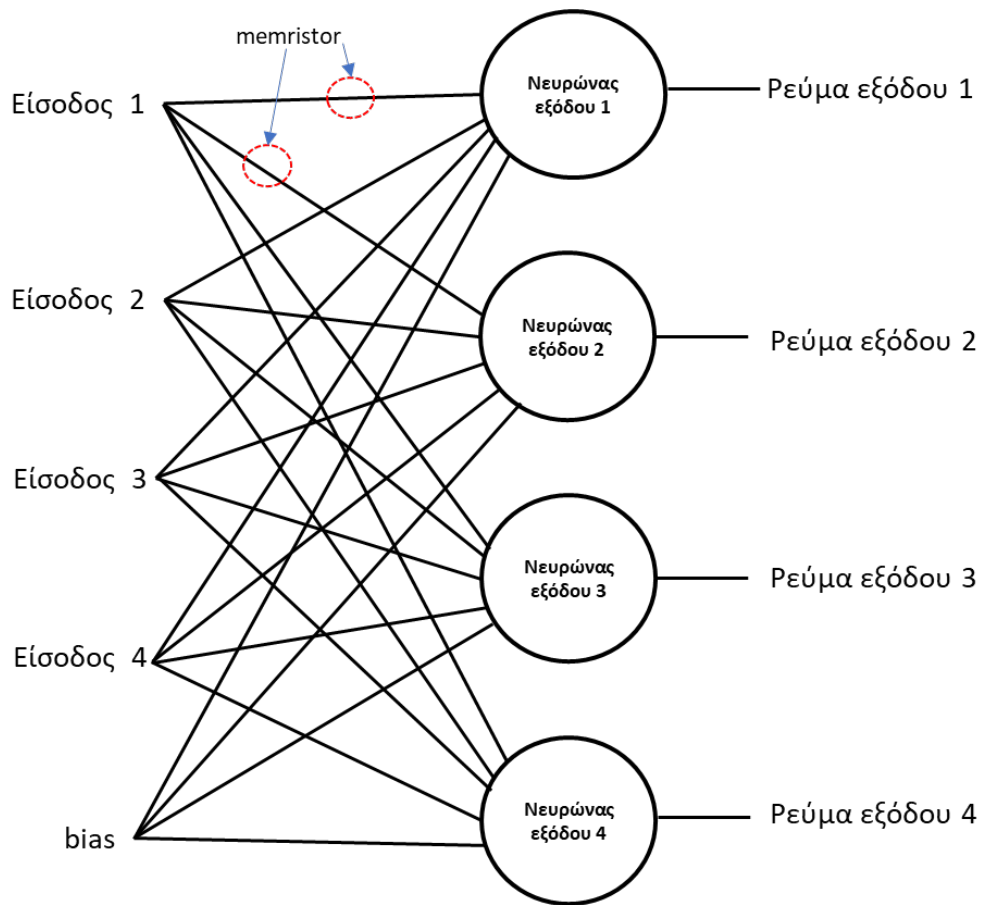 memristor
Είσοδος 1
Νευρώνας
εξόδου 1
Ρεύμα εξόδου 1
Είσοδος 2
Νευρώνας
εξόδου 2
Ρεύμα εξόδου 2
Είσοδος 3
Νευρώνας
εξόδου 3
Ρεύμα εξόδου 3
Είσοδος 4
Νευρώνας
εξόδου 4
Ρεύμα εξόδου 4
bias